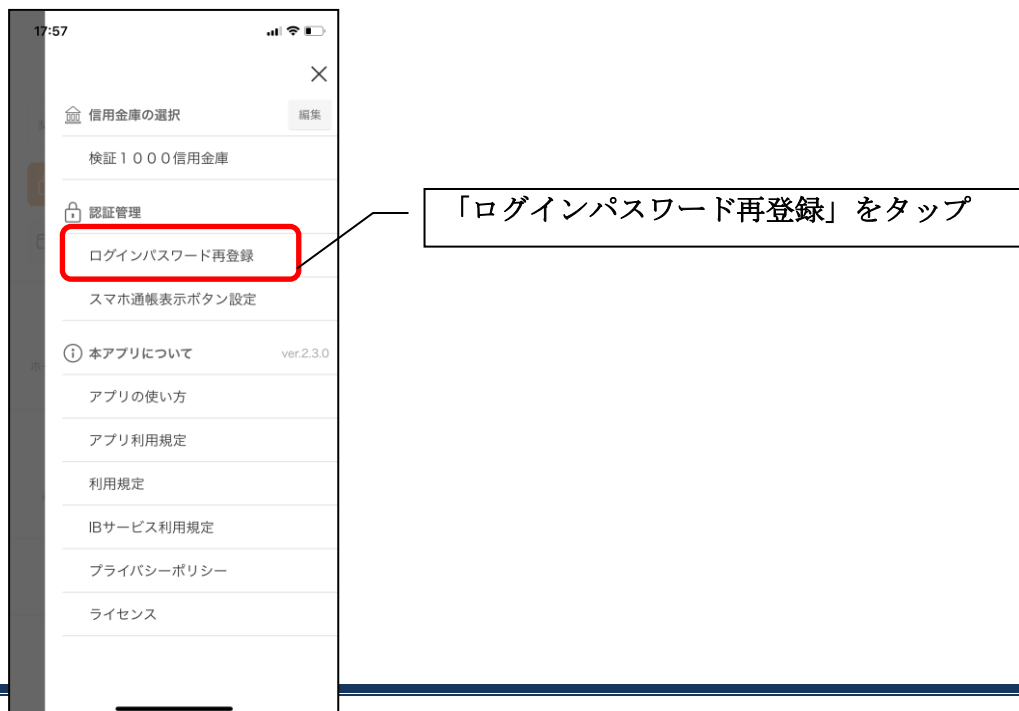 17:57
信用金庫の選択 編集
検証1000信用金庫
認証管理
ログインパスワード再登録
スマホ通帳表示ボタン設定
本アプリについて ver.2.3.0
アプリの使い方
アプリ利用規定
利用規定
IBサービス利用規定
プライバシーポリシー
ライセンス
「ログインパスワード再登録」をタップ